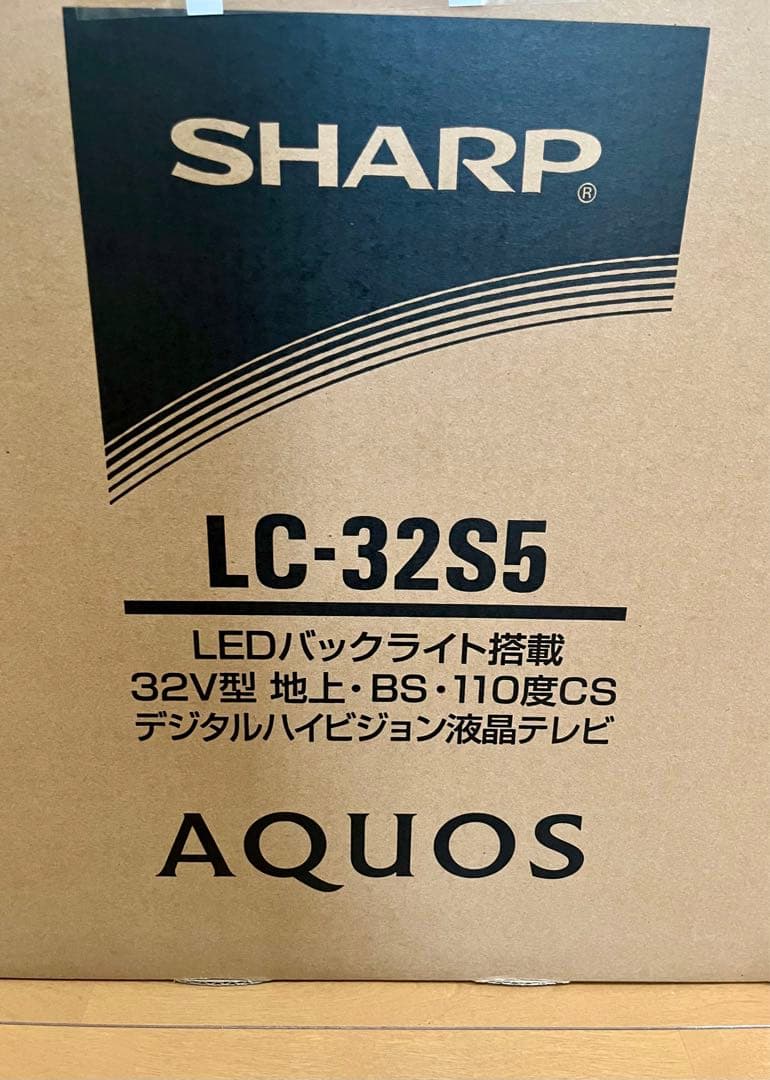 SHARP®
LC-32S5
LEDバックライト搭載
32V型 地上・BS・110度CS
デジタルハイビジョン液晶テレビ
AQUOS